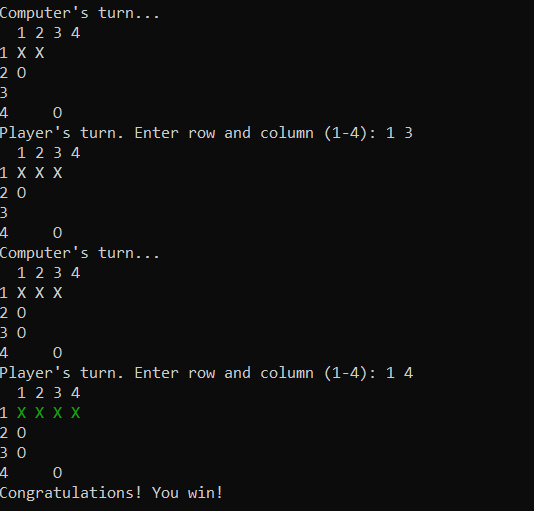 Computer's turn...
  1 2 3 4
1 X X
2 O
3
4     O
Player's turn. Enter row and column (1-4): 1 3
  1 2 3 4
1 X X X
2 O
3
4     O
Computer's turn...
  1 2 3 4
1 X X X
2 O
3 O
4     O
Player's turn. Enter row and column (1-4): 1 4
  1 2 3 4
1 X X X X
2 O
3 O
4     O
Congratulations! You win!